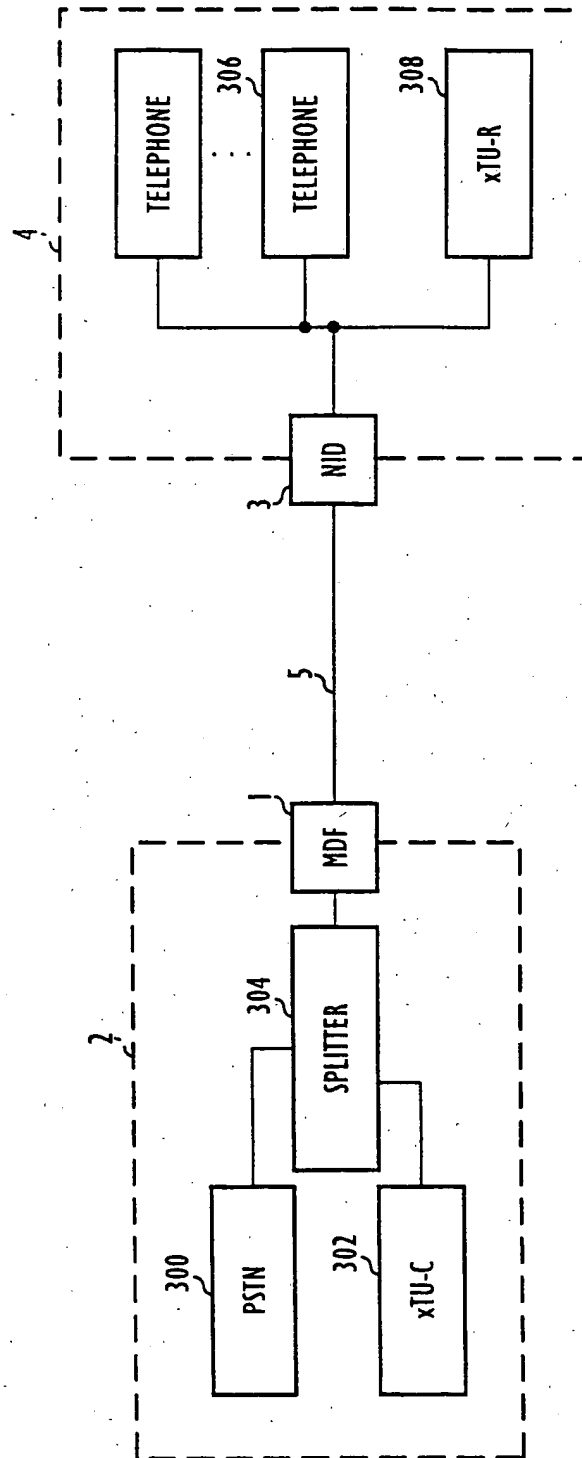 2
300
PSTN
302
xTU-C
304
SPLITTER
1
MDF
5
3
NID
4
TELEPHONE
306
TELEPHONE
308
xTU-R